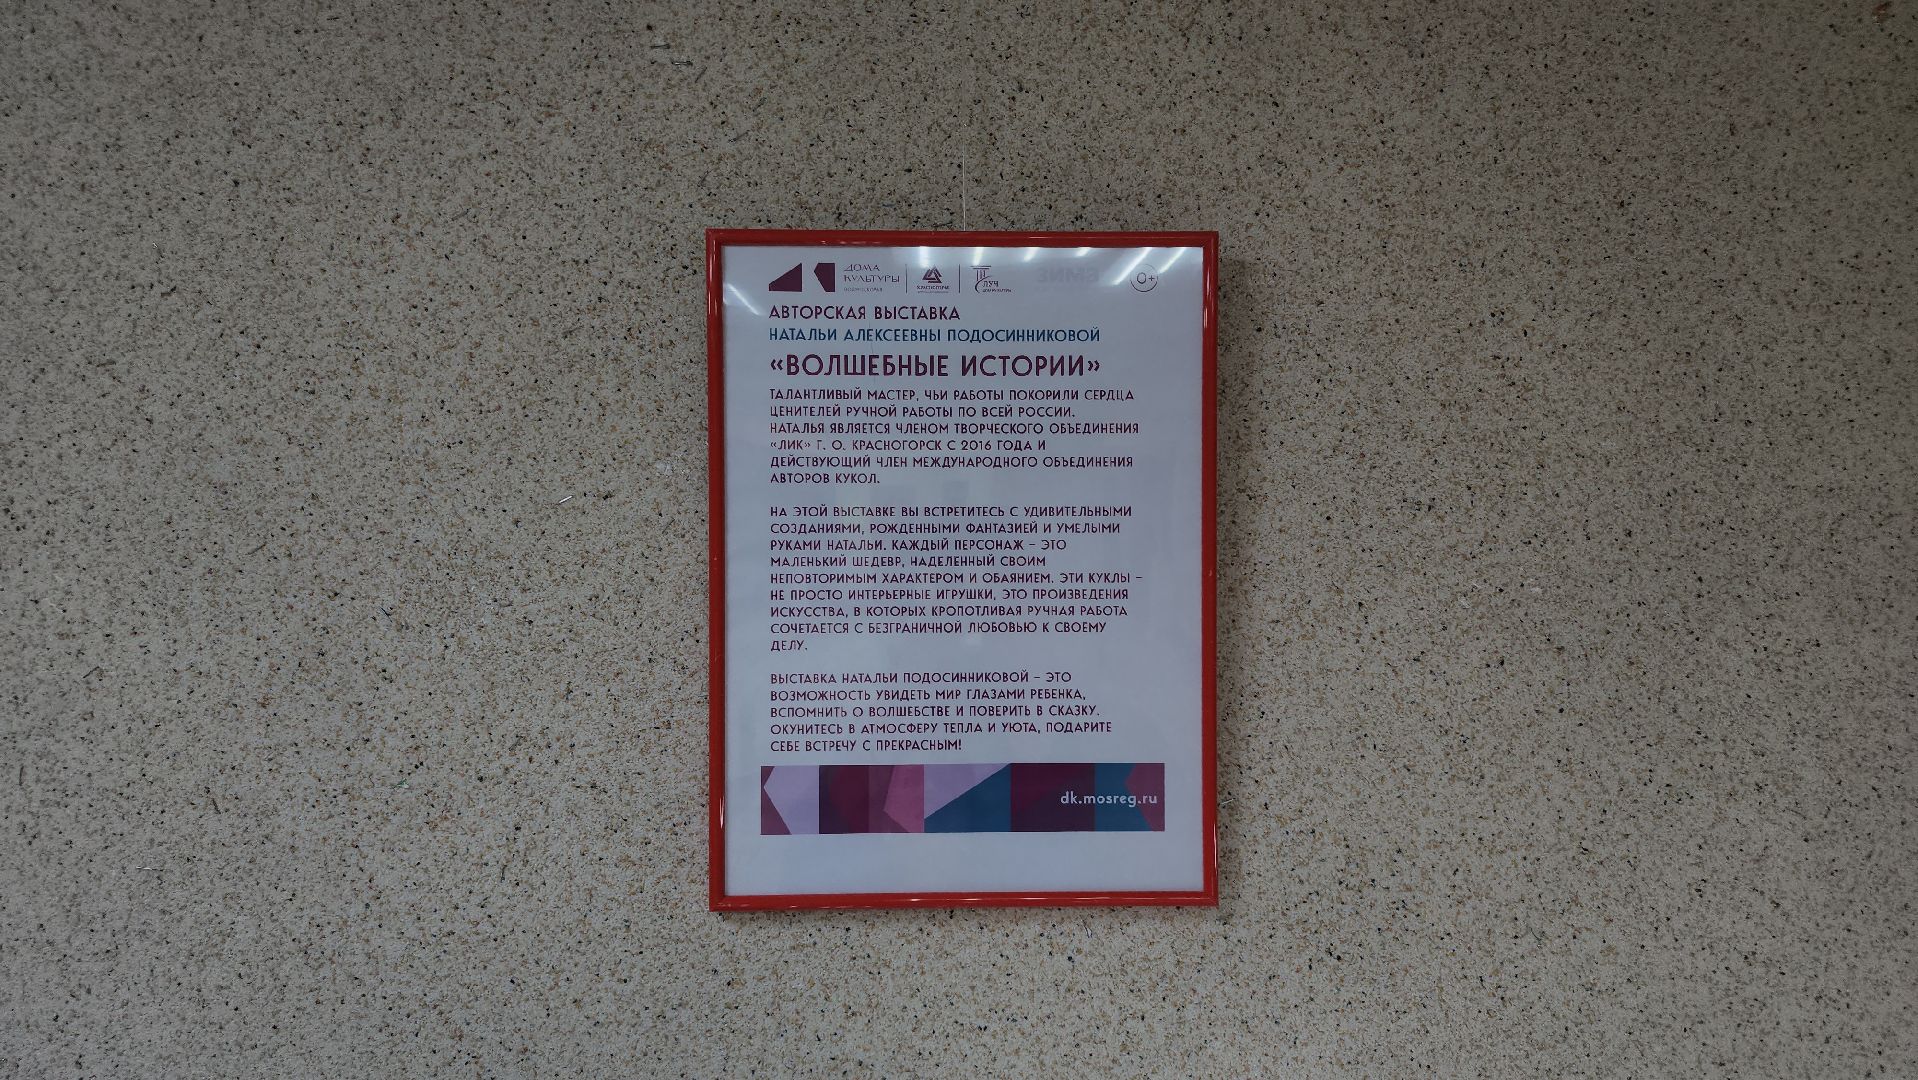 ДОМА
КУЛЬТУРЫ
ПОДМОСКОВЬЯ
КРАСНОГОРСК
ЛУЧ
0+
АВТОРСКАЯ ВЫСТАВКА
НАТАЛЬИ АЛЕКСЕЕВНЫ ПОДОСИННИКОВОЙ
«ВОЛШЕБНЫЕ ИСТОРИИ»
ТАЛАНТЛИВЫЙ МАСТЕР, ЧЬИ РАБОТЫ ПОКОРИЛИ СЕРДЦА
ЦЕНИТЕЛЕЙ РУЧНОЙ РАБОТЫ ПО ВСЕЙ РОССИИ.
НАТАЛЬЯ ЯВЛЯЕТСЯ ЧЛЕНОМ ТВОРЧЕСКОГО ОБЪЕДИНЕНИЯ
«ЛИК» Г. О. КРАСНОГОРСК С 2016 ГОДА И
ДЕЙСТВУЮЩИЙ ЧЛЕН МЕЖДУНАРОДНОГО ОБЪЕДИНЕНИЯ
АВТОРОВ КУКОЛ.
НА ЭТОЙ ВЫСТАВКЕ ВЫ ВСТРЕТИТЕСЬ С УДИВИТЕЛЬНЫМИ
СОЗДАНИЯМИ, РОЖДЕННЫМИ ФАНТАЗИЕЙ И УМЕЛЫМИ
РУКАМИ НАТАЛЬИ. КАЖДЫЙ ПЕРСОНАЖ – ЭТО
МАЛЕНЬКИЙ ШЕДЕВР, НАДЕЛЕННЫЙ СВОИМ
НЕПОВТОРИМЫМ ХАРАКТЕРОМ И ОБАЯНИЕМ. ЭТИ КУКЛЫ –
НЕ ПРОСТО ИНТЕРЬЕРНЫЕ ИГРУШКИ, ЭТО ПРОИЗВЕДЕНИЯ
ИСКУССТВА, В КОТОРЫХ КРОПОТЛИВАЯ РУЧНАЯ РАБОТА
СОЧЕТАЕТСЯ С БЕЗГРАНИЧНОЙ ЛЮБОВЬЮ К СВОЕМУ
ДЕЛУ.
ВЫСТАВКА НАТАЛЬИ ПОДОСИННИКОВОЙ – ЭТО
ВОЗМОЖНОСТЬ УВИДЕТЬ МИР ГЛАЗАМИ РЕБЕНКА,
ВСПОМНИТЬ О ВОЛШЕБСТВЕ И ПОВЕРИТЬ В СКАЗКУ.
ОКУНИТЕСЬ В АТМОСФЕРУ ТЕПЛА И УЮТА, ПОДАРИТЕ
СЕБЕ ВСТРЕЧУ С ПРЕКРАСНЫМ!
dk.mosreg.ru